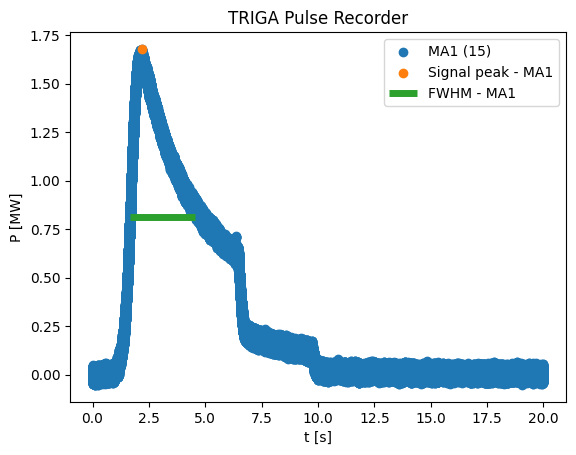 TRIGA Pulse Recorder
MA1 (15)
Signal peak - MA1
FWHM - MA1
P [MW]
1.75
1.50
1.25
1.00
0.75
0.50
0.25
0.00
0.0 2.5 5.0 7.5 10.0 12.5 15.0 17.5 20.0
t [s]